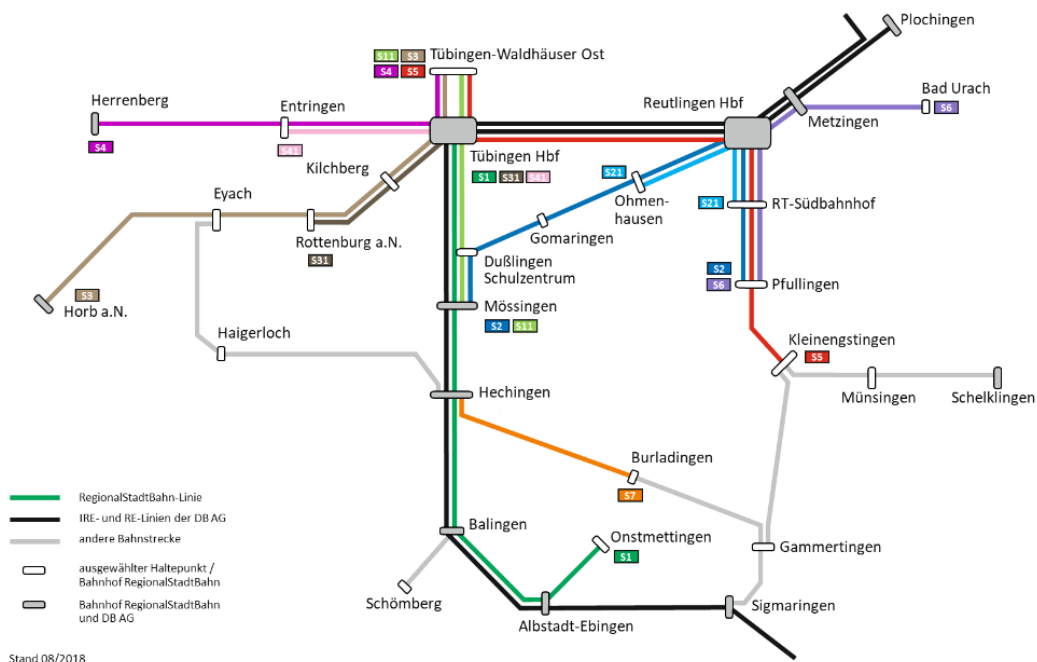 Plochingen
S11 S3
S4 S5
Tübingen-Waldhäuser Ost
Herrenberg
Entringen
Reutlingen Hbf
Bad Urach
S6
Metzingen
S4
S41
Kilchberg
Tübingen Hbf
S1 S31 S41
S21
Ohmen-
hausen
S21
RT-Südbahnhof
Eyach
Rottenburg a.N.
S31
Gomaringen
Dußlingen
Schulzentrum
S2
S6
Pfullingen
S3
Horb a.N.
Mössingen
S2 S11
Haigerloch
Kleinengstingen
S5
Hechingen
Münsingen
Schelklingen
Burladingen
S7
RegionalStadtBahn-Linie
IRE- und RE-Linien der DB AG
andere Bahnstrecke
ausgewählter Haltepunkt /
Bahnhof RegionalStadtBahn
Bahnhof RegionalStadtBahn
und DB AG
Balingen
Onstmettingen
S1
Gammertingen
Schömberg
Albstadt-Ebingen
Sigmaringen
Stand 08/2018